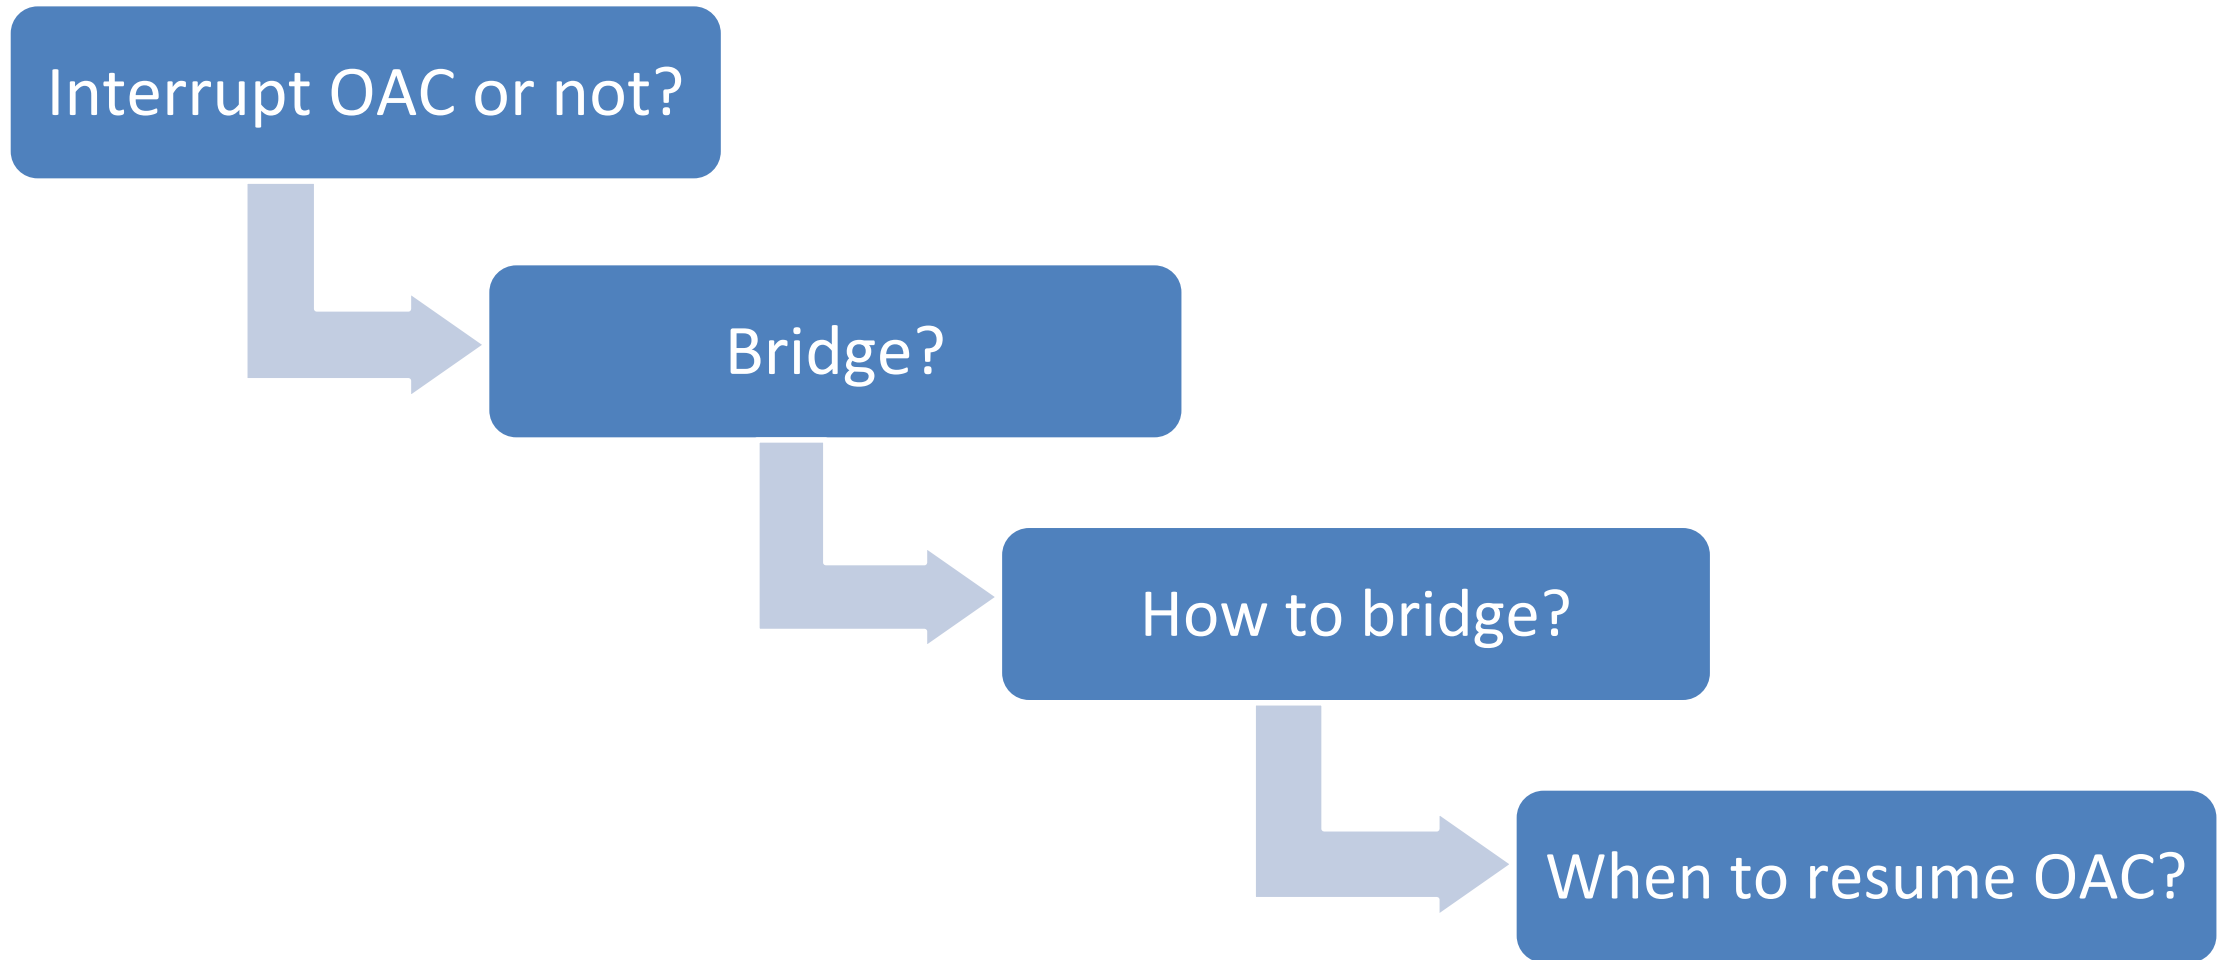 Interrupt OAC or not?
Bridge?
How to bridge?
When to resume OAC?